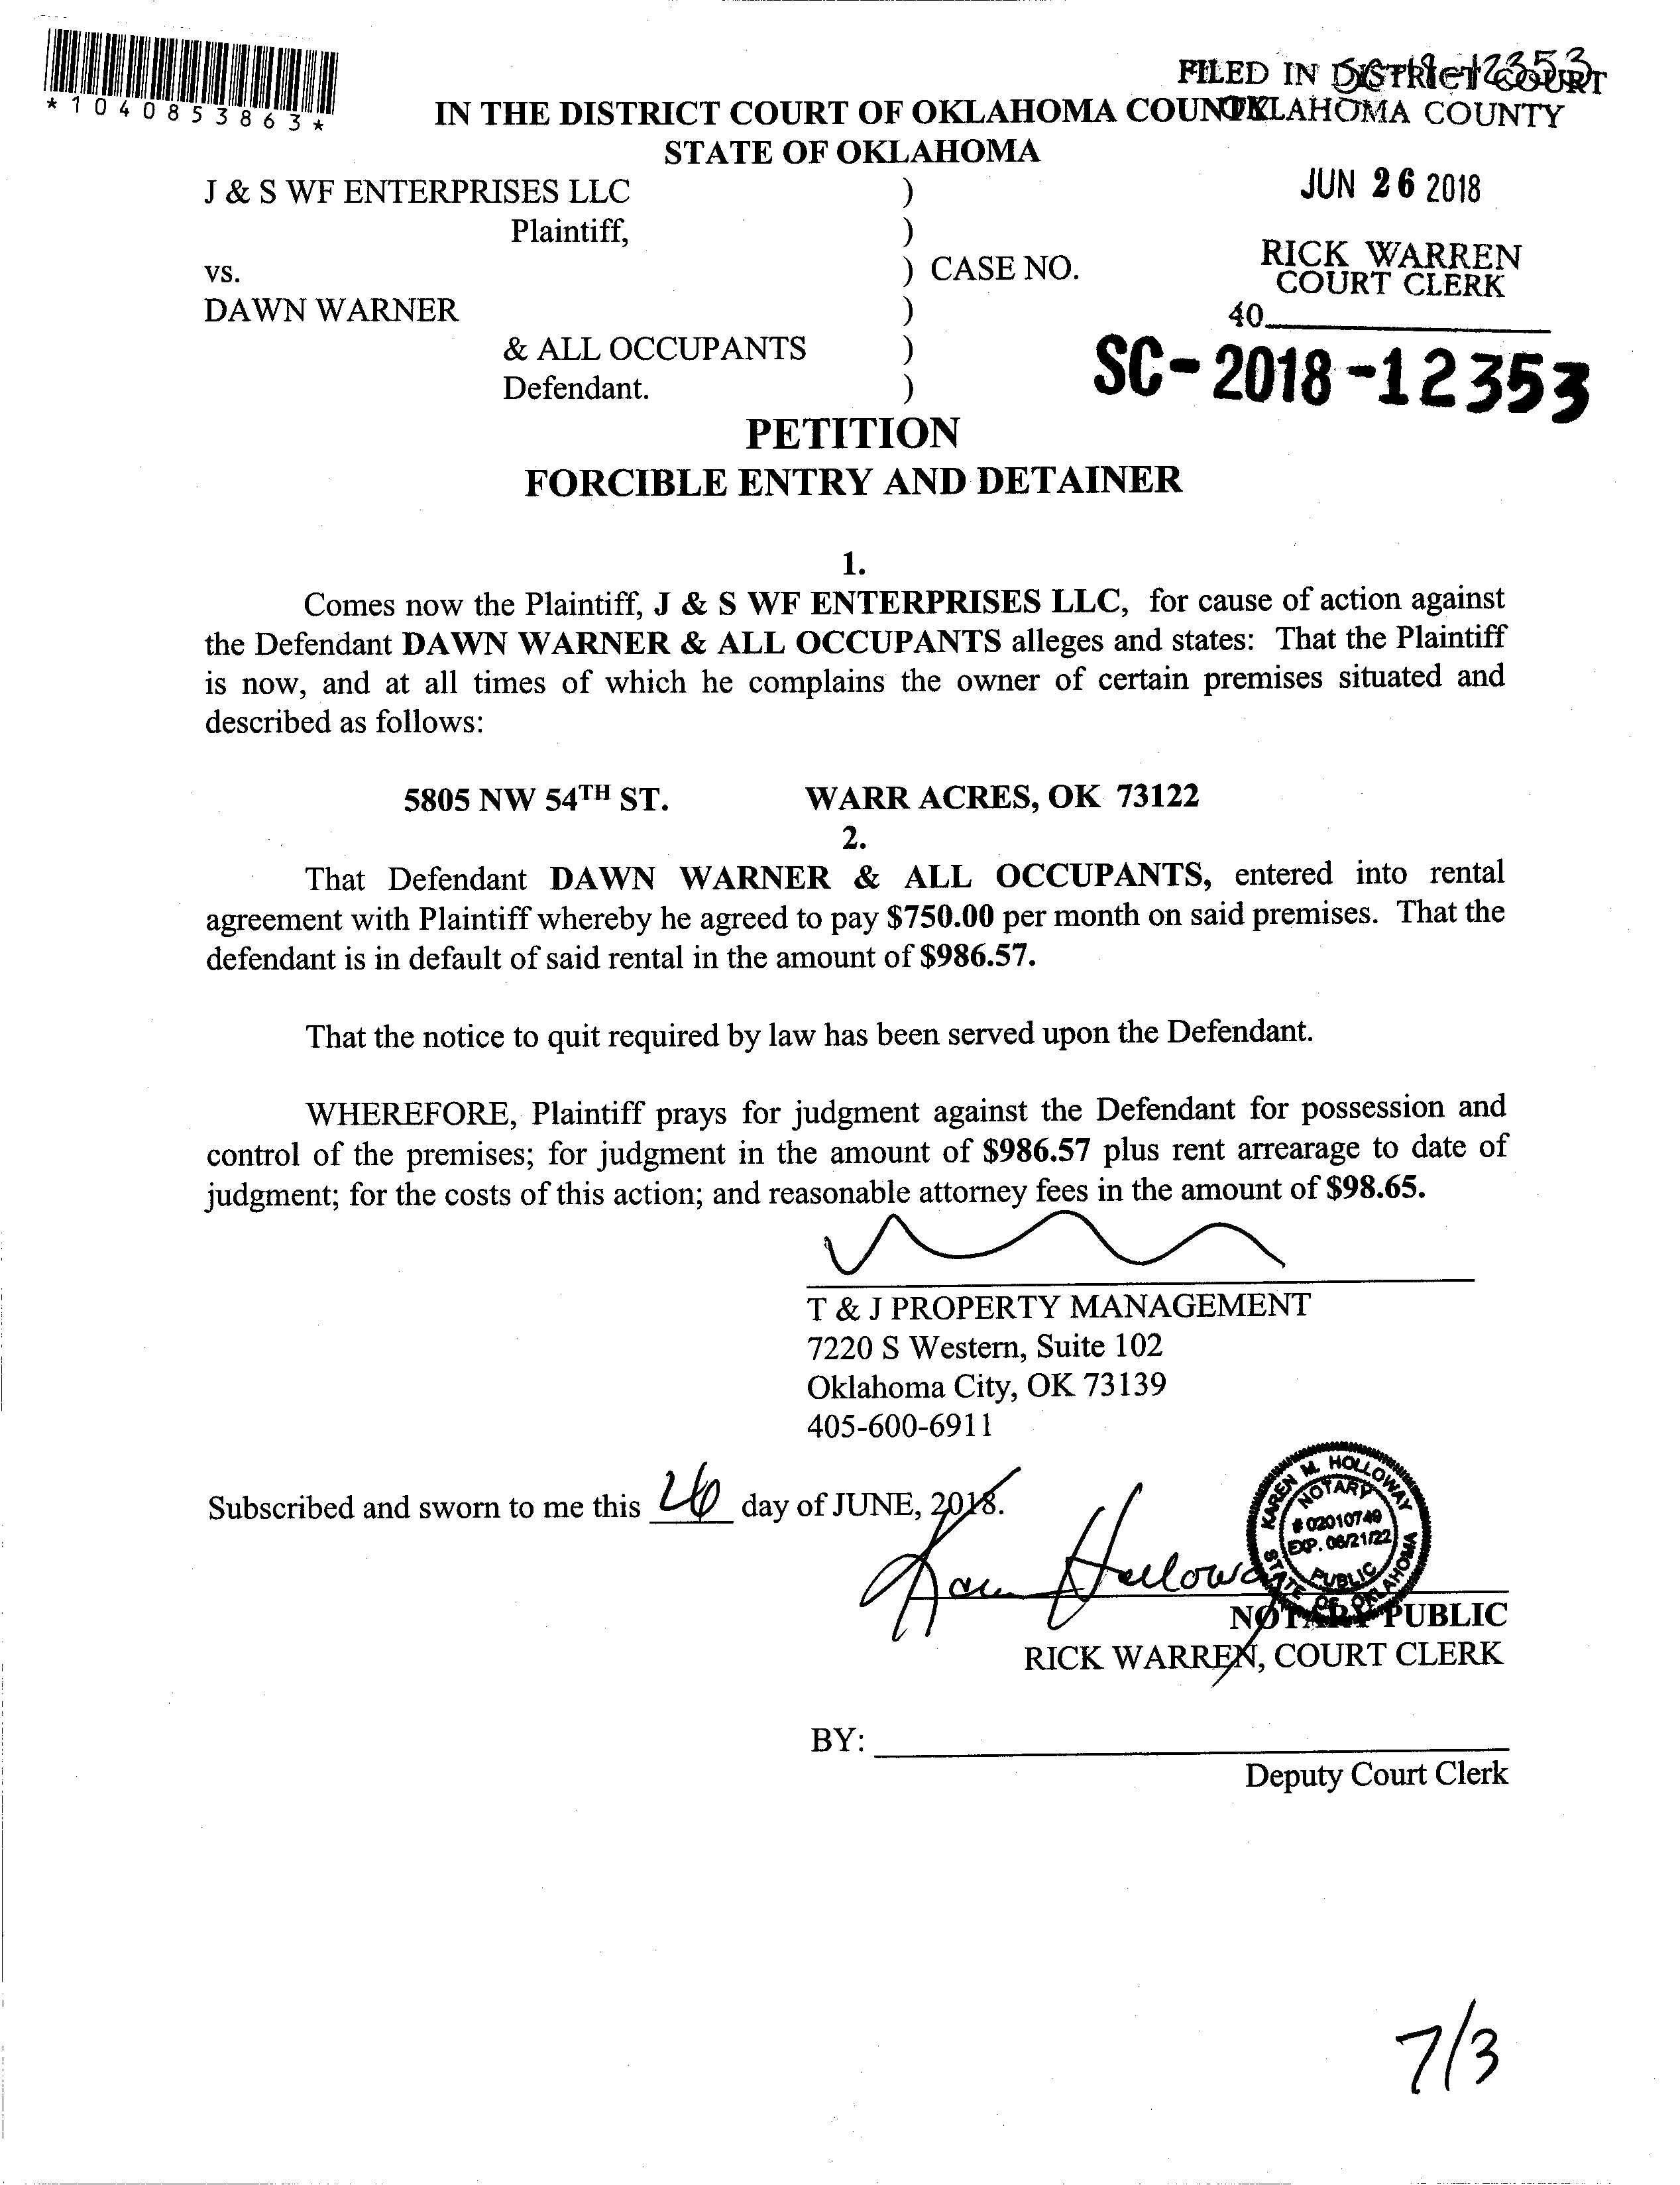 *1040853863*
FILED IN DISTRICT COURT
SC-18-12353
OKLAHOMA COUNTY
IN THE DISTRICT COURT OF OKLAHOMA COUNTY
STATE OF OKLAHOMA
JUN 26 2018
J & S WF ENTERPRISES LLC )
Plaintiff, )
RICK WARREN
COURT CLERK
vs. ) CASE NO.
DAWN WARNER )
40
& ALL OCCUPANTS )
SC-2018-12353
Defendant. )
PETITION
FORCIBLE ENTRY AND DETAINER
1.
Comes now the Plaintiff, J & S WF ENTERPRISES LLC, for cause of action against
the Defendant DAWN WARNER & ALL OCCUPANTS alleges and states: That the Plaintiff
is now, and at all times of which he complains the owner of certain premises situated and
described as follows:
5805 NW 54TH ST. WARR ACRES, OK 73122
2.
That Defendant DAWN WARNER & ALL OCCUPANTS, entered into rental
agreement with Plaintiff whereby he agreed to pay $750.00 per month on said premises. That the
defendant is in default of said rental in the amount of $986.57.
That the notice to quit required by law has been served upon the Defendant.
WHEREFORE, Plaintiff prays for judgment against the Defendant for possession and
control of the premises; for judgment in the amount of $986.57 plus rent arrearage to date of
judgment; for the costs of this action; and reasonable attorney fees in the amount of $98.65.
T & J PROPERTY MANAGEMENT
7220 S Western, Suite 102
Oklahoma City, OK 73139
405-600-6911
Subscribed and sworn to me this 26 day of JUNE, 2018.
Karen Holloway
KAREN M. HOLLOWAY
NOTARY
# 02010749
EXP. 06/21/22
PUBLIC
STATE OF OKLAHOMA
NOTARY PUBLIC
RICK WARREN, COURT CLERK
BY:
Deputy Court Clerk
7/3